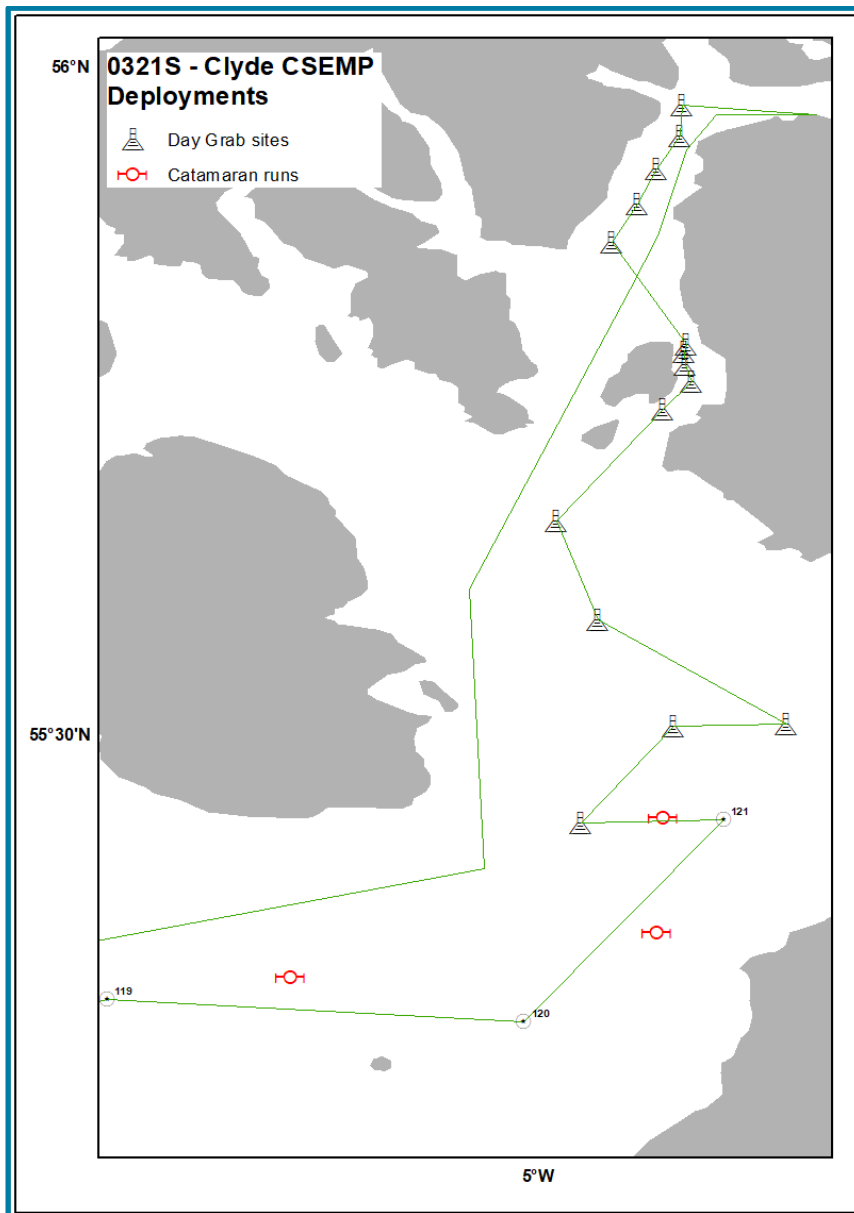 56°N
0321S - Clyde CSEMP
Deployments
Day Grab sites
Catamaran runs
55°30'N
121
119
120
5°W